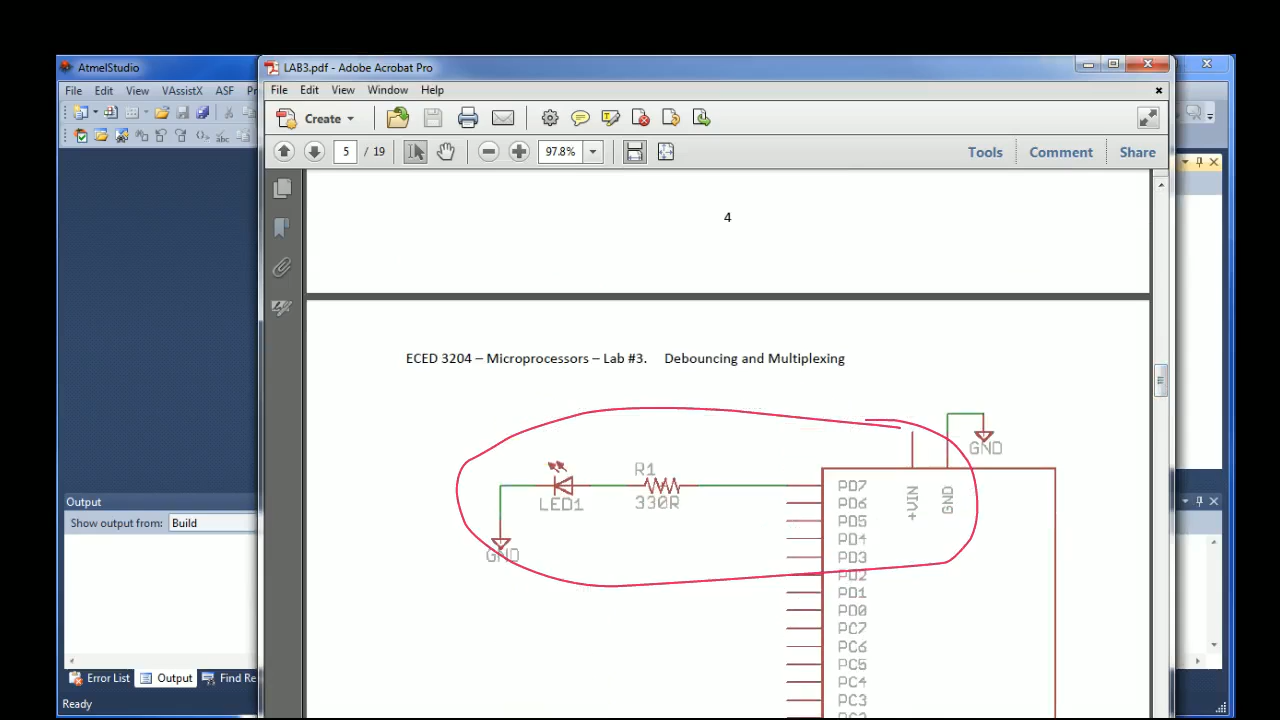 AtmelStudio
LAB3.pdf - Adobe Acrobat Pro
File Edit View VAssistX ASF
File Edit View Window Help
Create
5 / 19
97.8%
Tools Comment Share
4
ECED 3204 – Microprocessors – Lab #3. Debouncing and Multiplexing
GND
R1
330R
LED1
GND
+VIN
GND
PD7
PD6
PD5
PD4
PD3
PD2
PD1
PD0
PC7
PC6
PC5
PC4
PC3
Output
Show output from: Build
Error List Output Find Re
Ready